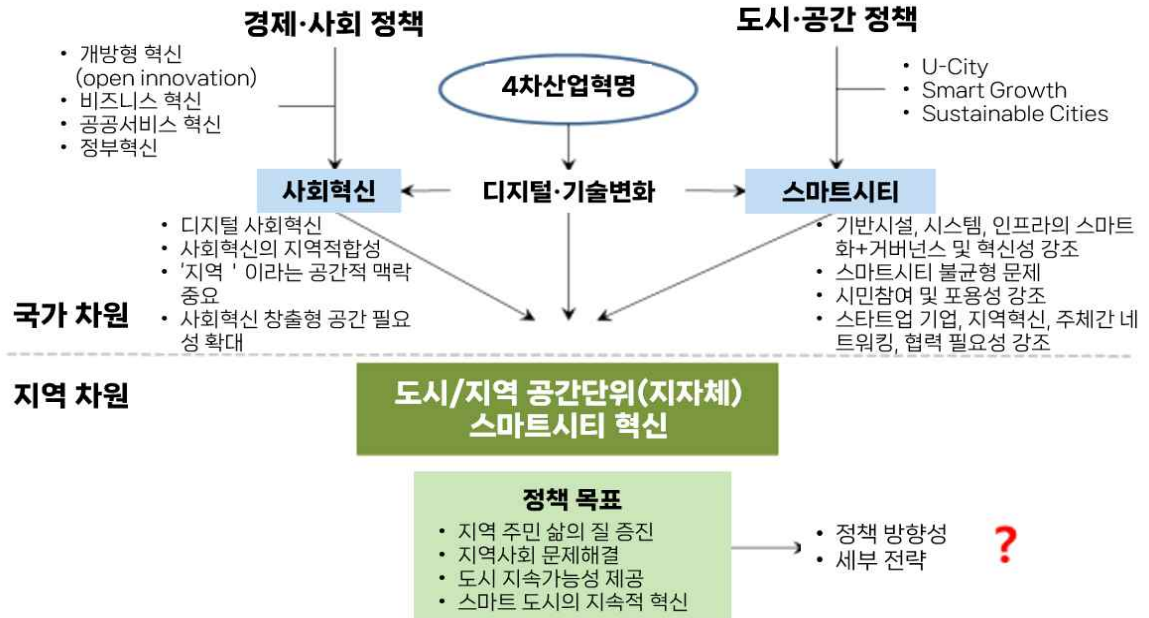 경제·사회 정책
도시·공간 정책
• 개방형 혁신
(open innovation)
• 비즈니스 혁신
• 공공서비스 혁신
• 정부혁신
4차산업혁명
• U-City
• Smart Growth
• Sustainable Cities
사회혁신
디지털·기술변화
스마트시티
• 디지털 사회혁신
• 사회혁신의 지역적합성
• '지역 ' 이라는 공간적 맥락
중요
• 사회혁신 창출형 공간 필요
성 확대
• 기반시설, 시스템, 인프라의 스마트
화+거버넌스 및 혁신성 강조
• 스마트시티 불균형 문제
• 시민참여 및 포용성 강조
• 스타트업 기업, 지역혁신, 주체간 네
트워킹, 협력 필요성 강조
국가 차원
지역 차원
도시/지역 공간단위(지자체)
스마트시티 혁신
정책 목표
• 지역 주민 삶의 질 증진
• 지역사회 문제해결
• 도시 지속가능성 제공
• 스마트 도시의 지속적 혁신
• 정책 방향성
• 세부 전략
?